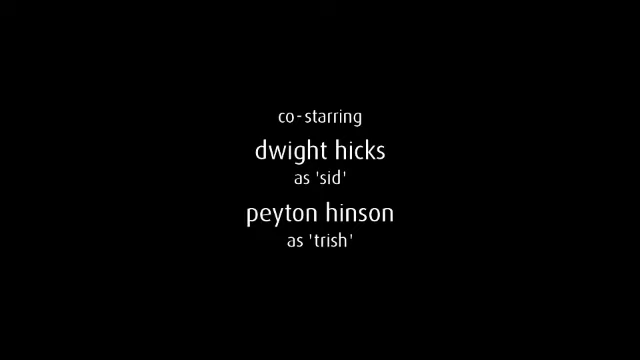 co-starring
dwight hicks
as 'sid'
peyton hinson
as 'trish'